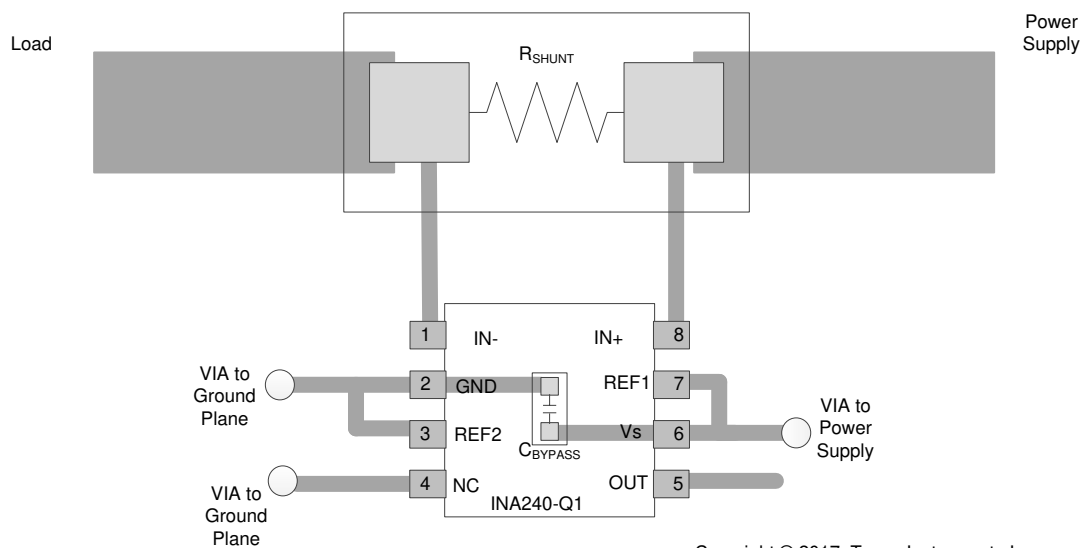 Load
Power
Supply
RSHUNT
1
IN-
IN+
8
VIA to
Ground
Plane
2
GND
REF1
7
3
REF2
CBYPASS
Vs
6
VIA to
Power
Supply
4
NC
OUT
5
INA240-Q1
VIA to
Ground
Plane